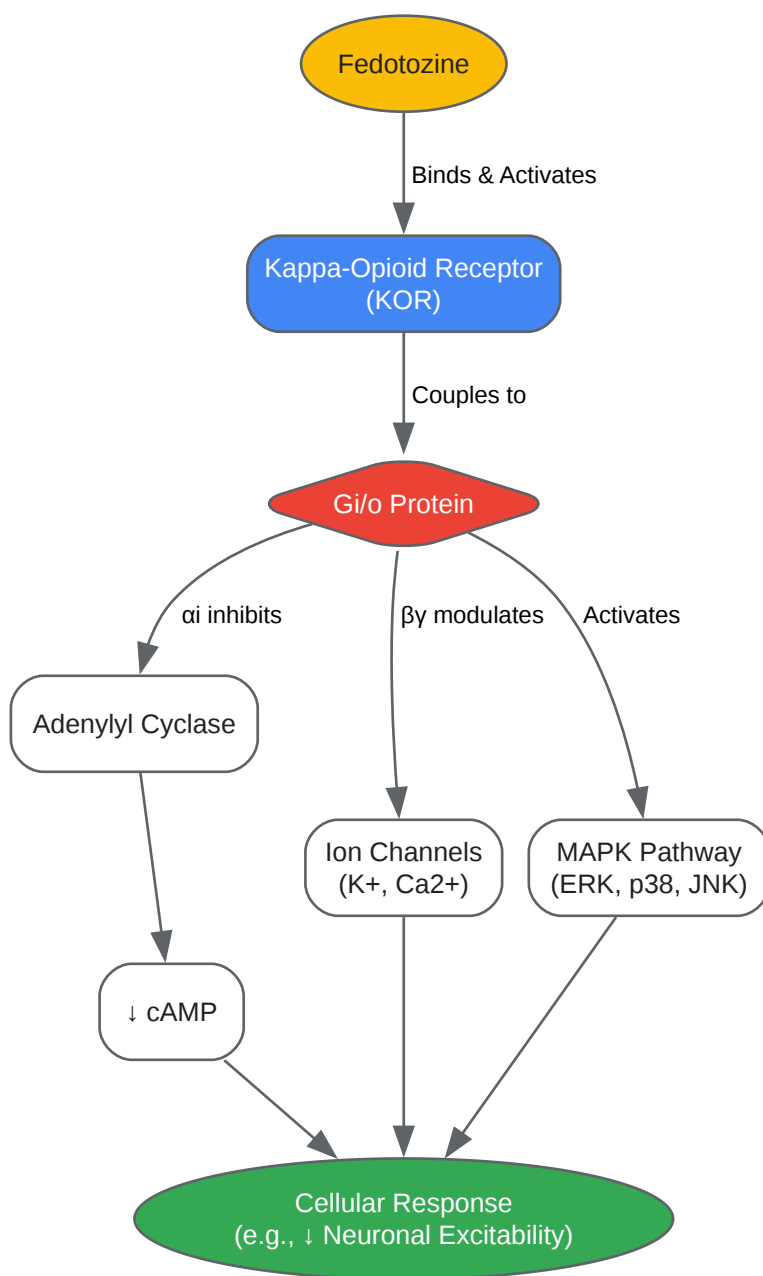 Fedotozine
Binds & Activates
Kappa-Opioid Receptor
(KOR)
Couples to
Gi/o Protein
αi inhibits
βγ modulates
Activates
Adenylyl Cyclase
Ion Channels
(K+, Ca2+)
MAPK Pathway
(ERK, p38, JNK)
↓ cAMP
Cellular Response
(e.g., ↓ Neuronal Excitability)